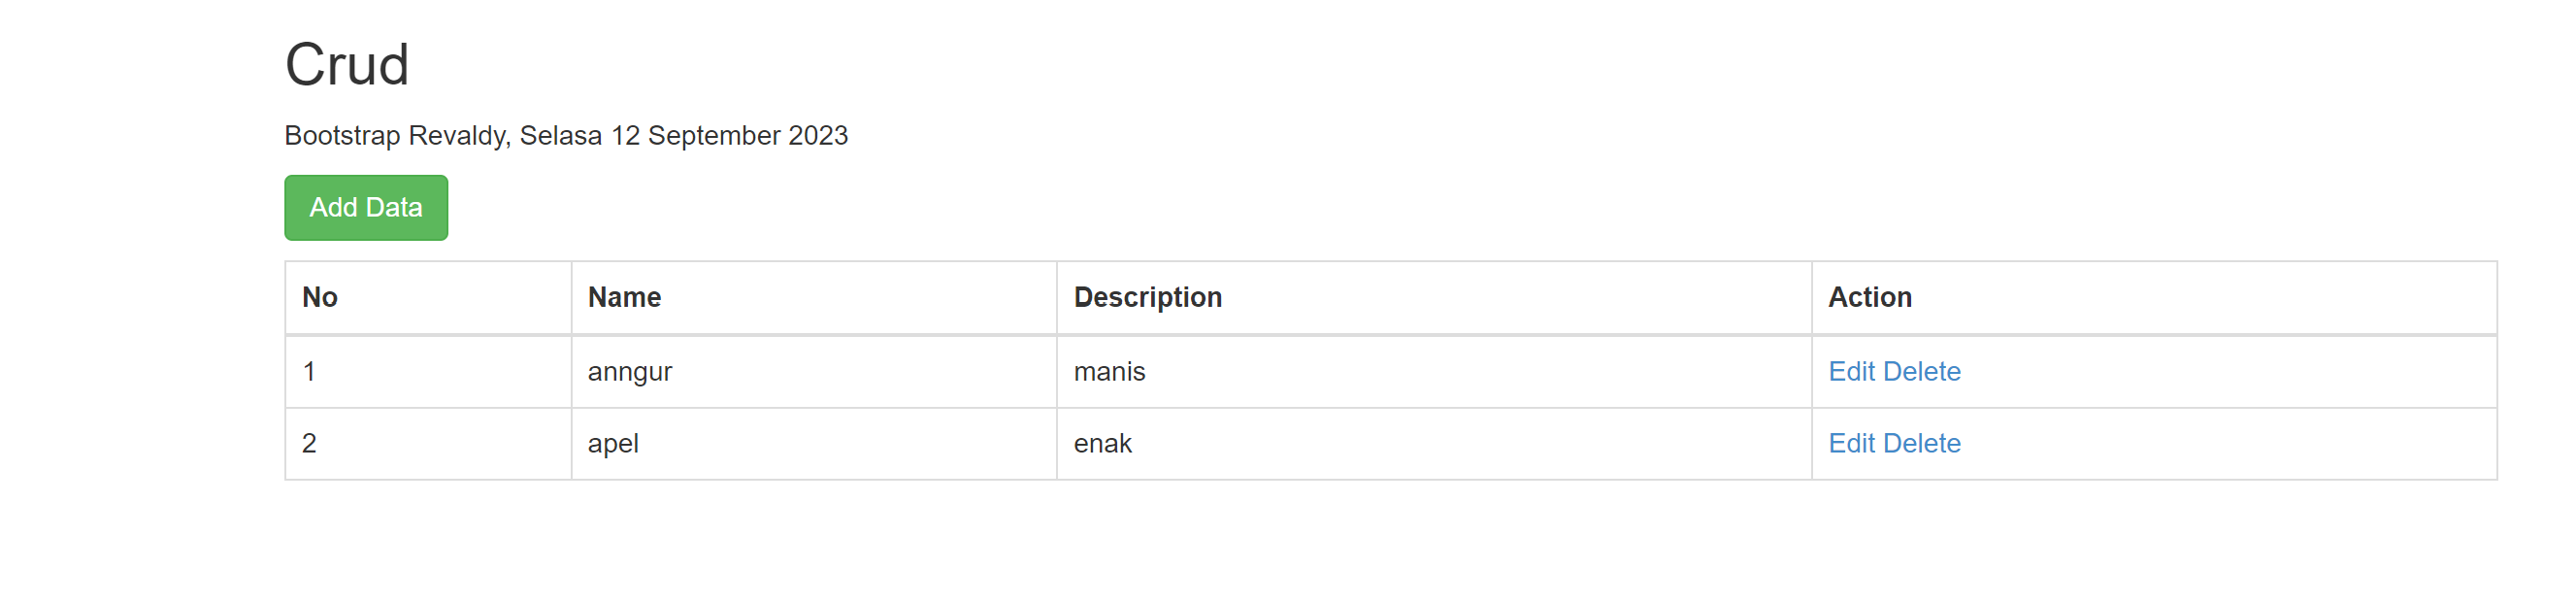 Crud
Bootstrap Revaldy, Selasa 12 September 2023
Add Data
No Name Description Action
1 anngur manis Edit Delete
2 apel enak Edit Delete